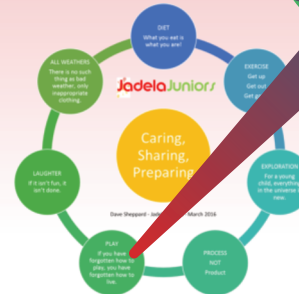 DIET
What you eat is
what you are!
ALL WEATHERS
There is no such
thing as bad
weather, only
inappropriate
clothing.
EXERCISE
Get up
Get out
Jadela Juniors
Caring,
Sharing,
Preparing
LAUGHTER
If it isn't fun, it
isn't done.
EXPLORATION
For a young
child, everything
in the universe
new.
Dave Sheppard
March 2016
PLAY
If you have
forgotten how to
play, you have
forgotten how to
live.
PROCESS
NOT
Product